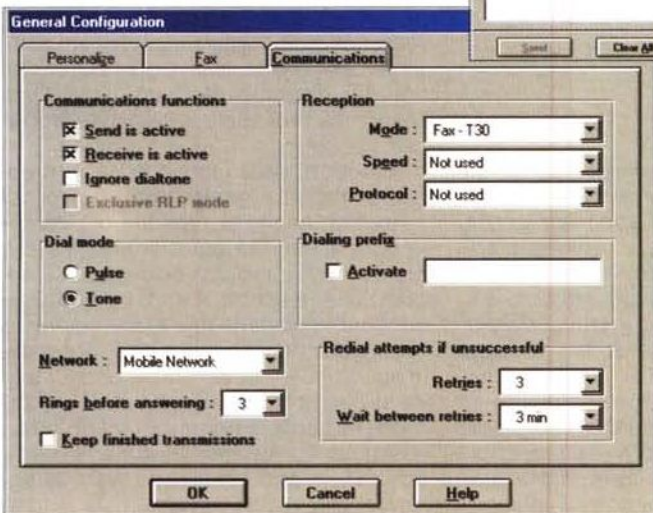 General Configuration
Send
Clear All
Personalize
Fax
Communications
Communications functions
Send is active
Receive is active
Ignore dialtone
Exclusive RLP mode
Reception
Mode : Fax - T30
Speed : Not used
Protocol : Not used
Dial mode
Pulse
Tone
Dialing prefix
Activate
Network : Mobile Network
Rings before answering : 3
Keep finished transmissions
Redial attempts if unsuccessful
Retries : 3
Wait between retries : 3 min
OK
Cancel
Help